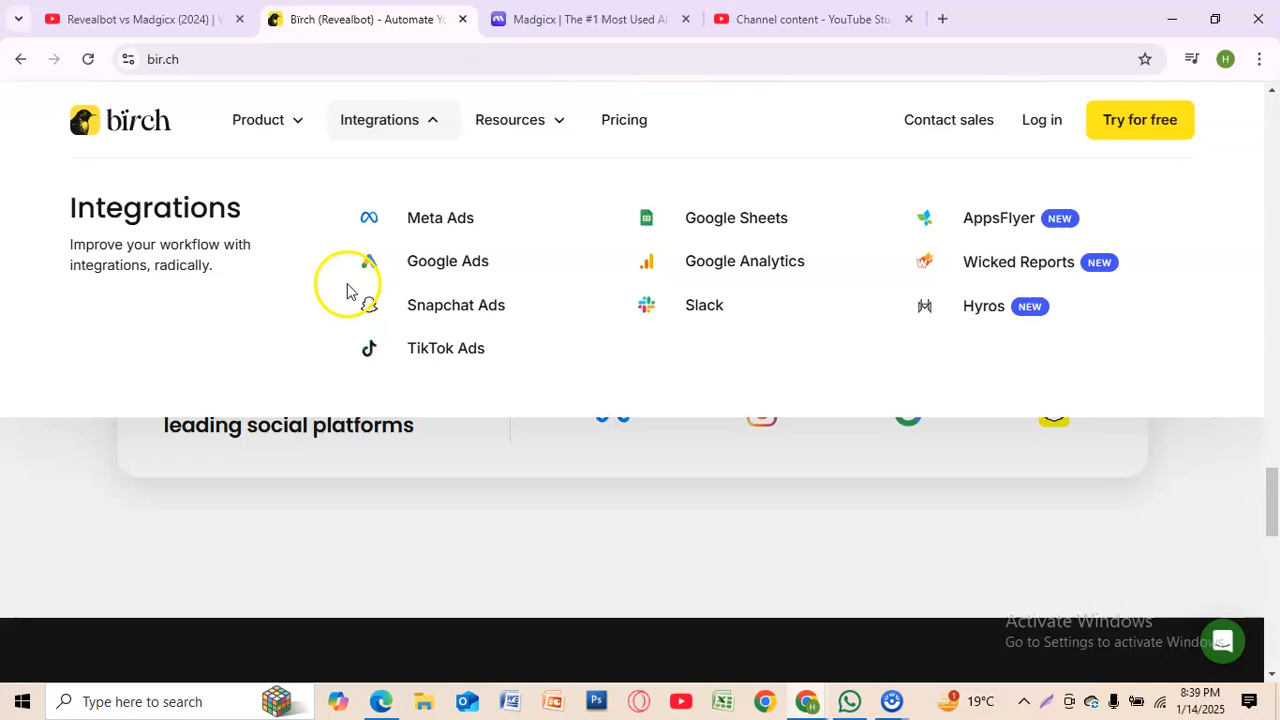 Revealbot vs Madgicx (2024) |
Bïrch (Revealbot) - Automate Yo
Madgicx | The #1 Most Used AI
Channel content - YouTube Stu
bir.ch
H
bïrch
Product
Integrations
Resources
Pricing
Contact sales
Log in
Try for free
Integrations
Improve your workflow with
integrations, radically.
Meta Ads
Google Ads
Snapchat Ads
TikTok Ads
Google Sheets
Google Analytics
Slack
AppsFlyer NEW
Wicked Reports NEW
Hyros NEW
leading social platforms
Activate Windows
Go to Settings to activate Windows.
Type here to search
1
19°C
8:39 PM
1/14/2025